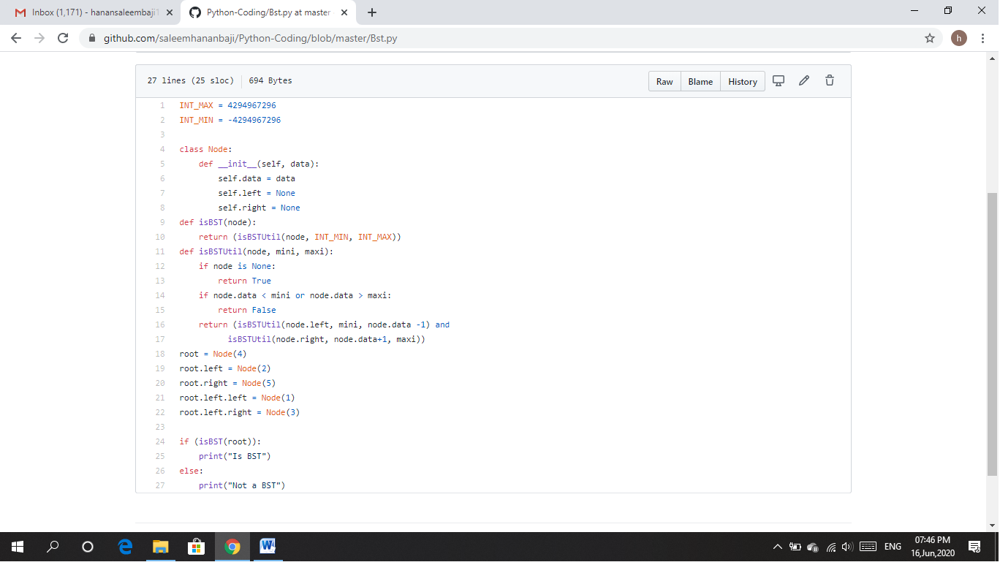 Inbox (1,171) - hanansaleembaji1
Python-Coding/Bst.py at master
github.com/saleemhananbaji/Python-Coding/blob/master/Bst.py
h
27 lines (25 sloc) 694 Bytes
Raw Blame History
1 INT_MAX = 4294967296
2 INT_MIN = -4294967296
3
4 class Node:
5     def __init__(self, data):
6         self.data = data
7         self.left = None
8         self.right = None
9 def isBST(node):
10     return (isBSTUtil(node, INT_MIN, INT_MAX))
11 def isBSTUtil(node, mini, maxi):
12     if node is None:
13         return True
14     if node.data < mini or node.data > maxi:
15         return False
16     return (isBSTUtil(node.left, mini, node.data -1) and
17           isBSTUtil(node.right, node.data+1, maxi))
18 root = Node(4)
19 root.left = Node(2)
20 root.right = Node(5)
21 root.left.left = Node(1)
22 root.left.right = Node(3)
23
24 if (isBST(root)):
25     print("Is BST")
26 else:
27     print("Not a BST")
ENG
07:46 PM
16,Jun,2020